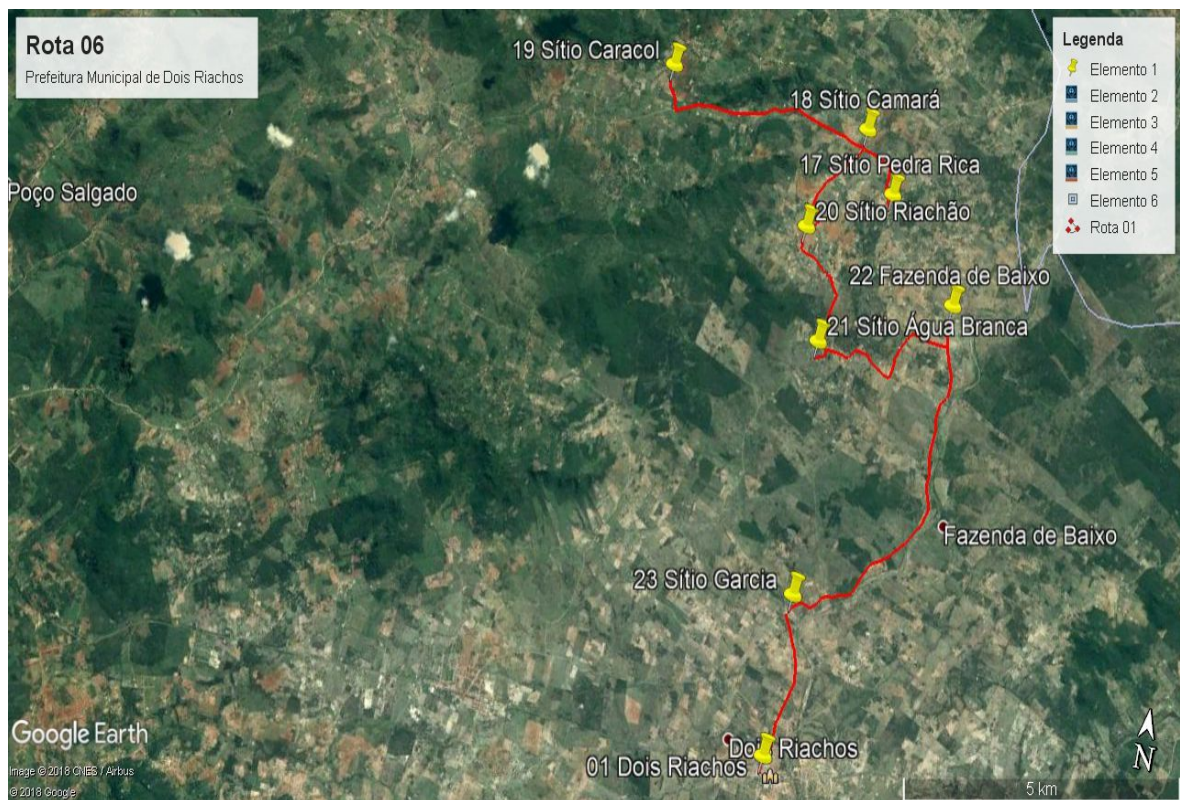 Rota 06
Prefeitura Municipal de Dois Riachos
Legenda
Elemento 1
Elemento 2
Elemento 3
Elemento 4
Elemento 5
Elemento 6
Rota 01
19 Sítio Caracol
18 Sítio Camará
17 Sítio Pedra Rica
Poço Salgado
20 Sítio Riachão
22 Fazenda de Baixo
21 Sítio Água Branca
Fazenda de Baixo
23 Sítio Garcia
Dois Riachos
01 Dois Riachos
Google Earth
Image © 2018 CNES / Airbus
© 2018 Google
N
5 km